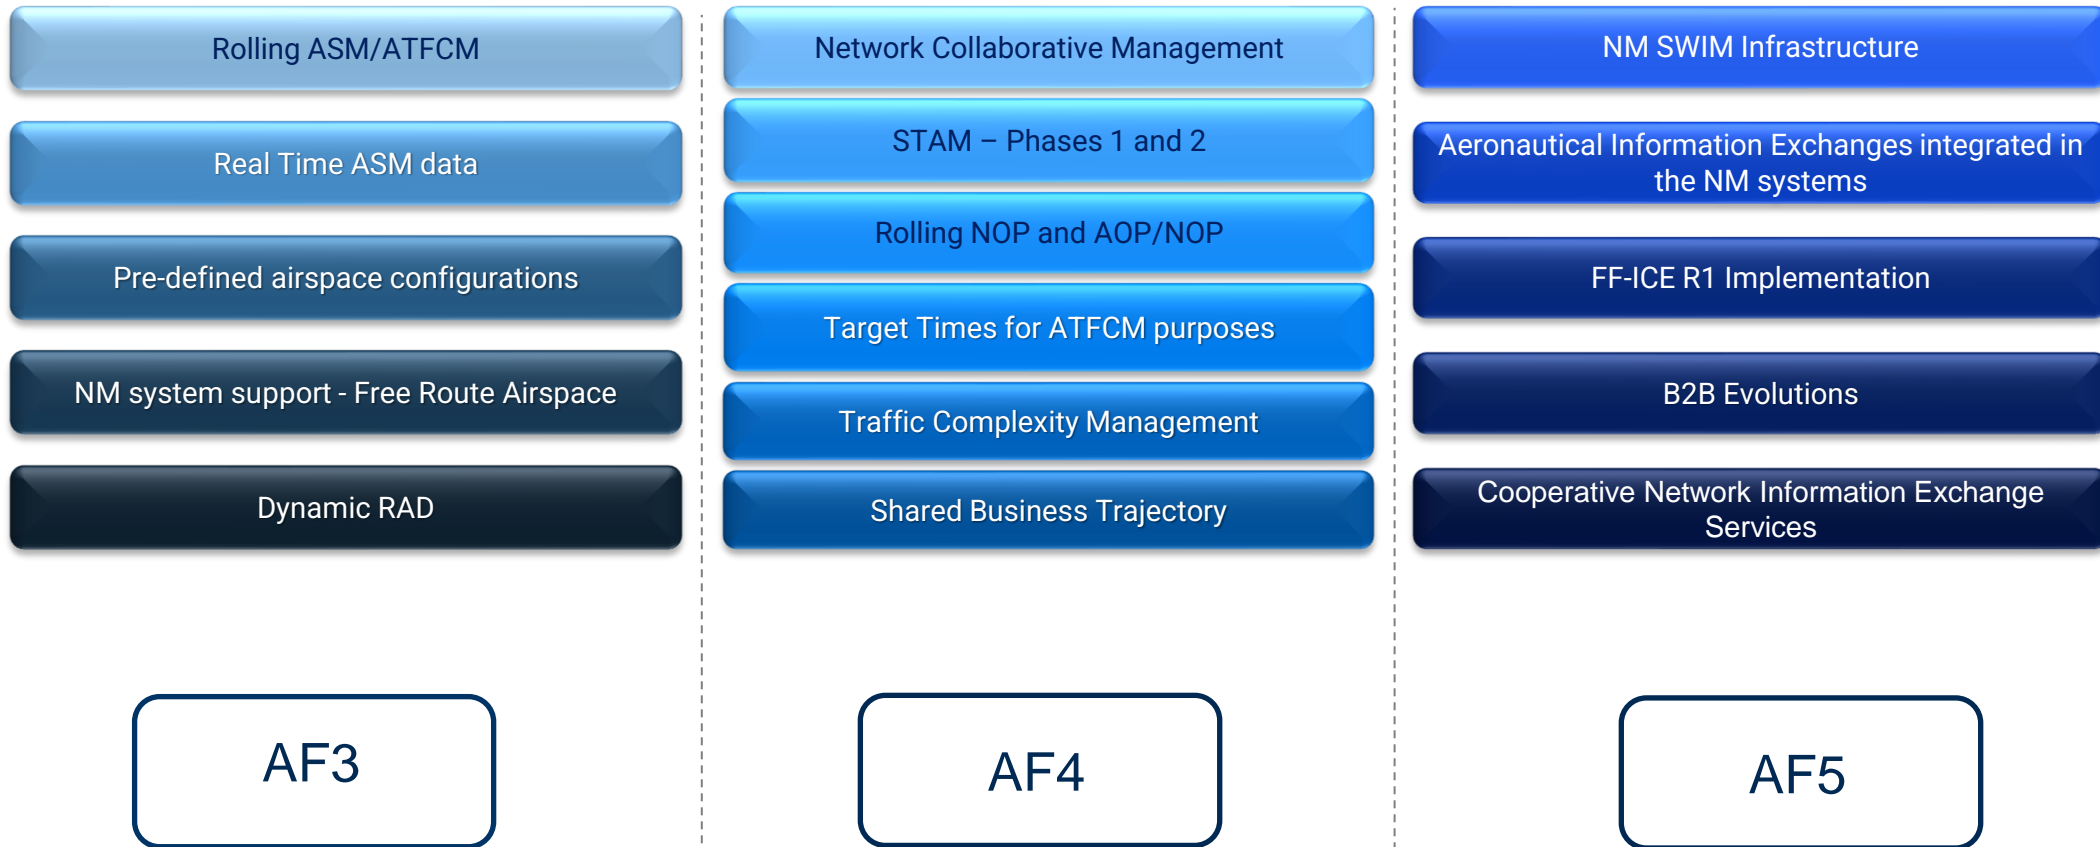 Rolling ASM/ATFCM
Real Time ASM data
Pre-defined airspace configurations
NM system support - Free Route Airspace
Dynamic RAD
AF3
Network Collaborative Management
STAM – Phases 1 and 2
Rolling NOP and AOP/NOP
Target Times for ATFCM purposes
Traffic Complexity Management
Shared Business Trajectory
AF4
NM SWIM Infrastructure
Aeronautical Information Exchanges integrated in
the NM systems
FF-ICE R1 Implementation
B2B Evolutions
Cooperative Network Information Exchange
Services
AF5